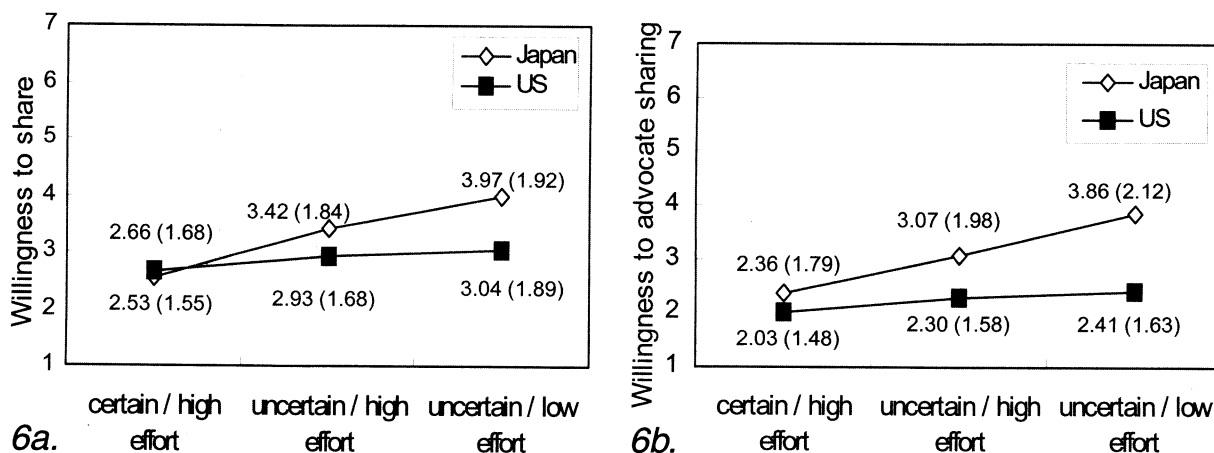 Willingness to share
7
6
5
4
3
2
1
Japan
US
2.66 (1.68)
3.42 (1.84)
3.97 (1.92)
2.53 (1.55)
2.93 (1.68)
3.04 (1.89)
certain / high
effort
uncertain / high
effort
uncertain / low
effort
6a.
Willingness to advocate sharing
7
6
5
4
3
2
1
Japan
US
2.36 (1.79)
3.07 (1.98)
3.86 (2.12)
2.03 (1.48)
2.30 (1.58)
2.41 (1.63)
certain / high
effort
uncertain / high
effort
uncertain / low
effort
6b.